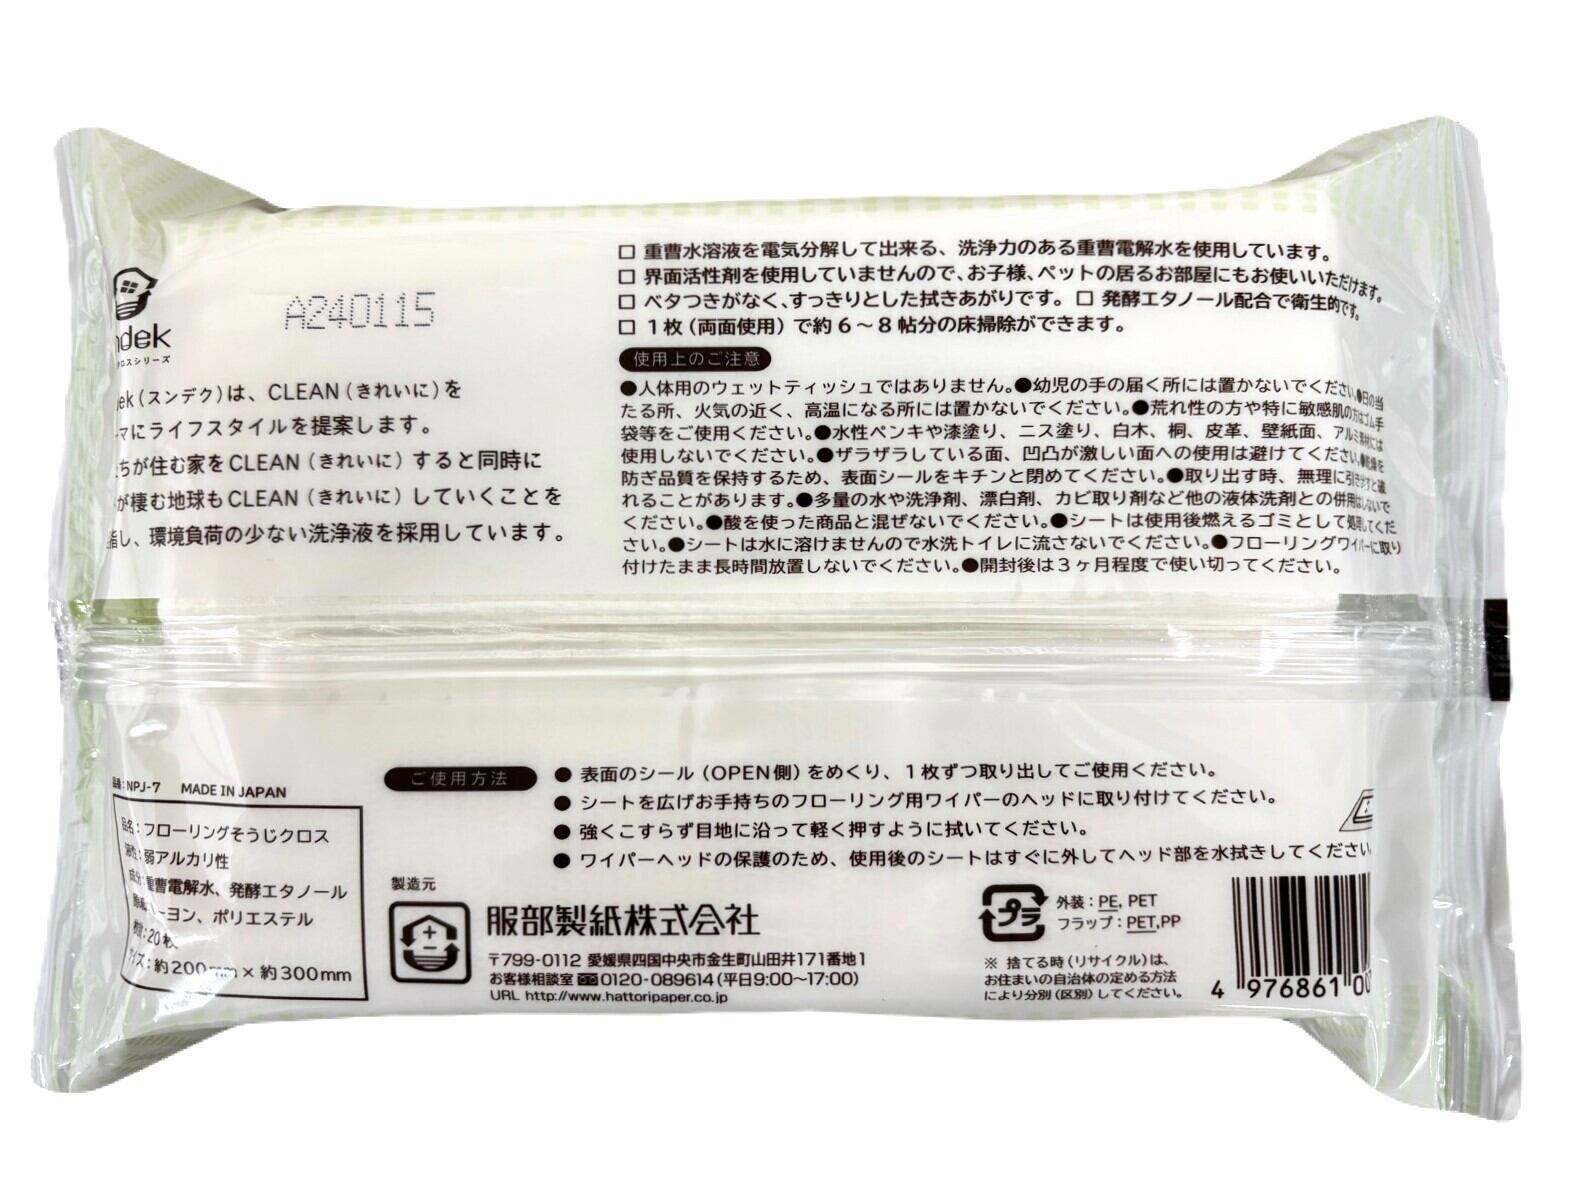 ndek
クロスシリーズ
A240115
dek（スンデク）は、CLEAN（きれいに）を
マにライフスタイルを提案します。
ちが住む家をCLEAN（きれいに）すると同時に
が棲む地球もCLEAN（きれいに）していくことを
指し、環境負荷の少ない洗浄液を採用しています。
□ 重曹水溶液を電気分解して出来る、洗浄力のある重曹電解水を使用しています。
□ 界面活性剤を使用していませんので、お子様、ペットの居るお部屋にもお使いいただけます。
□ ベタつきがなく、すっきりとした拭きあがりです。□ 発酵エタノール配合で衛生的です。
□ 1枚（両面使用）で約6〜8帖分の床掃除ができます。
使用上のご注意
●人体用のウェットティッシュではありません。●幼児の手の届く所には置かないでください。●日の当
たる所、火気の近く、高温になる所には置かないでください。●荒れ性の方や特に敏感肌の方はゴム手
袋等をご使用ください。●水性ペンキや漆塗り、ニス塗り、白木、桐、皮革、壁紙面、アルミ素材には
使用しないでください。●ザラザラしている面、凹凸が激しい面への使用は避けてください。●乾燥を
防ぎ品質を保持するため、表面シールをキチンと閉めてください。●取り出す時、無理に引き出すと破
れることがあります。●多量の水や洗浄剤、漂白剤、カビ取り剤など他の液体洗剤との併用はしないで
ください。●酸を使った商品と混ぜないでください。●シートは使用後燃えるゴミとして処理してくだ
さい。●シートは水に溶けませんので水洗トイレに流さないでください。●フローリングワイパーに取り
付けたまま長時間放置しないでください。●開封後は3ヶ月程度で使い切ってください。
品番：NPJ-7 MADE IN JAPAN
品名：フローリングそうじクロス
液性：弱アルカリ性
成分：重曹電解水、発酵エタノール
ーヨン、ポリエステル
枚数：20枚
イズ：約200mm×約300mm
ご使用方法
● 表面のシール（OPEN側）をめくり、1枚ずつ取り出してご使用ください。
● シートを広げお手持ちのフローリング用ワイパーのヘッドに取り付けてください。
● 強くこすらず目地に沿って軽く押すように拭いてください。
● ワイパーヘッドの保護のため、使用後のシートはすぐに外してヘッド部を水拭きしてください
製造元
服部製紙株式会社
〒799-0112 愛媛県四国中央市金生町山田井171番地1
お客様相談室 0120-089614（平日9:00〜17:00）
URL http://www.hattoripaper.co.jp
プラ
外装：PE, PET
フラップ：PET,PP
※ 捨てる時（リサイクル）は、
お住まいの自治体の定める方法
により分別（区別）してください。
4 976861 00